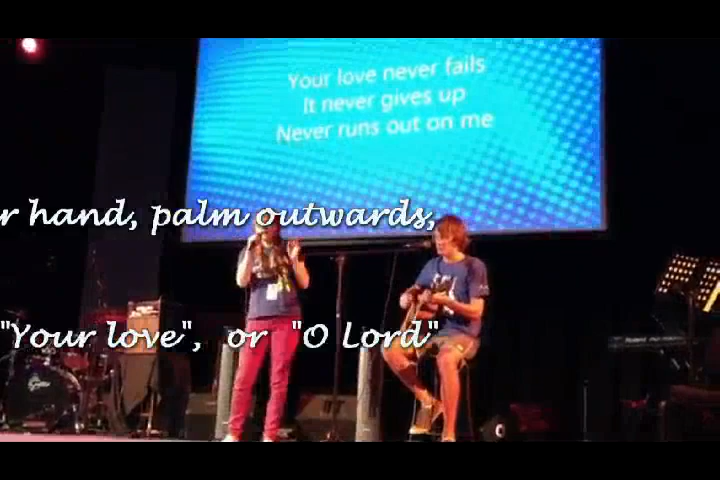 Your love never fails
It never gives up
Never runs out on me
r hand, palm outwards,
"Your love", or "O Lord"
Roland